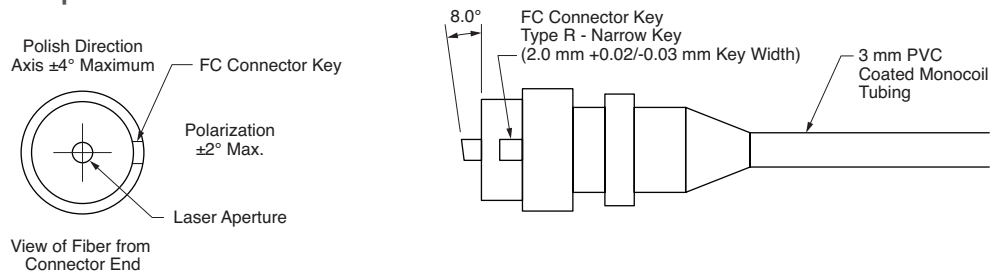 Polish Direction
Axis ±4° Maximum
FC Connector Key
Polarization
±2° Max.
Laser Aperture
View of Fiber from
Connector End
8.0°
FC Connector Key
Type R - Narrow Key
(2.0 mm +0.02/-0.03 mm Key Width)
3 mm PVC
Coated Monocoil
Tubing